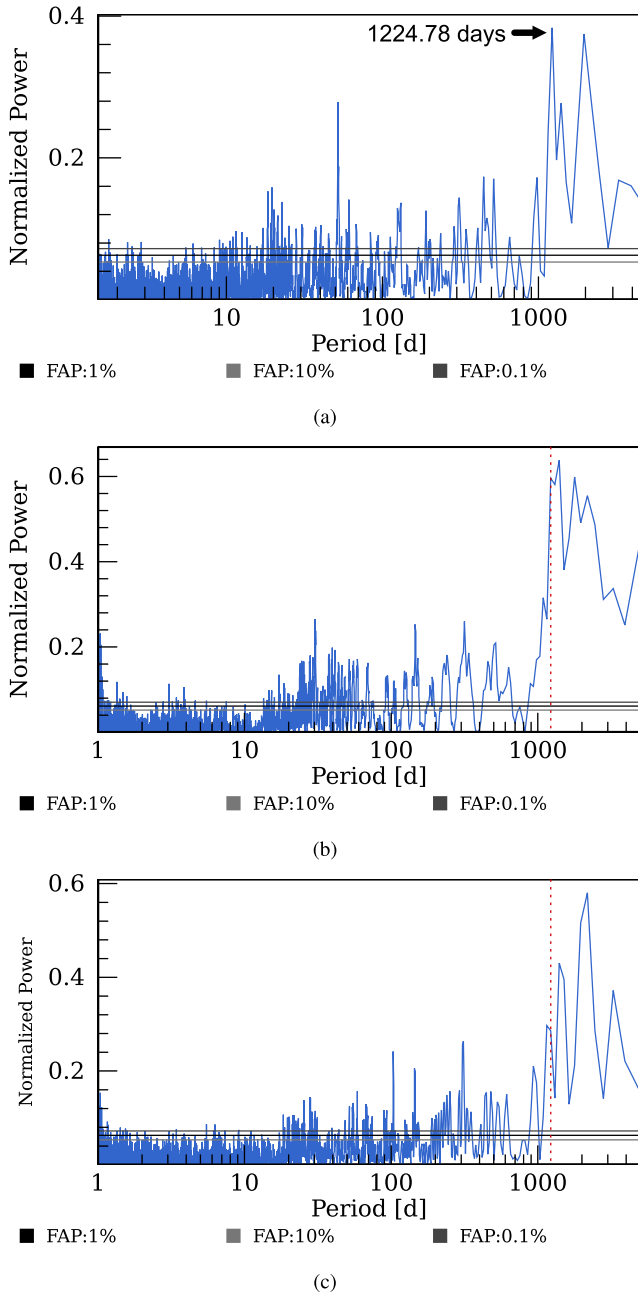 0.4
1224.78 days
Normalized Power
0.2
10 100 1000
Period [d]
FAP:1% FAP:10% FAP:0.1%
(a)
0.6
Normalized Power
0.4
0.2
1 10 100 1000
Period [d]
FAP:1% FAP:10% FAP:0.1%
(b)
0.6
Normalized Power
0.4
0.2
1 10 100 1000
Period [d]
FAP:1% FAP:10% FAP:0.1%
(c)